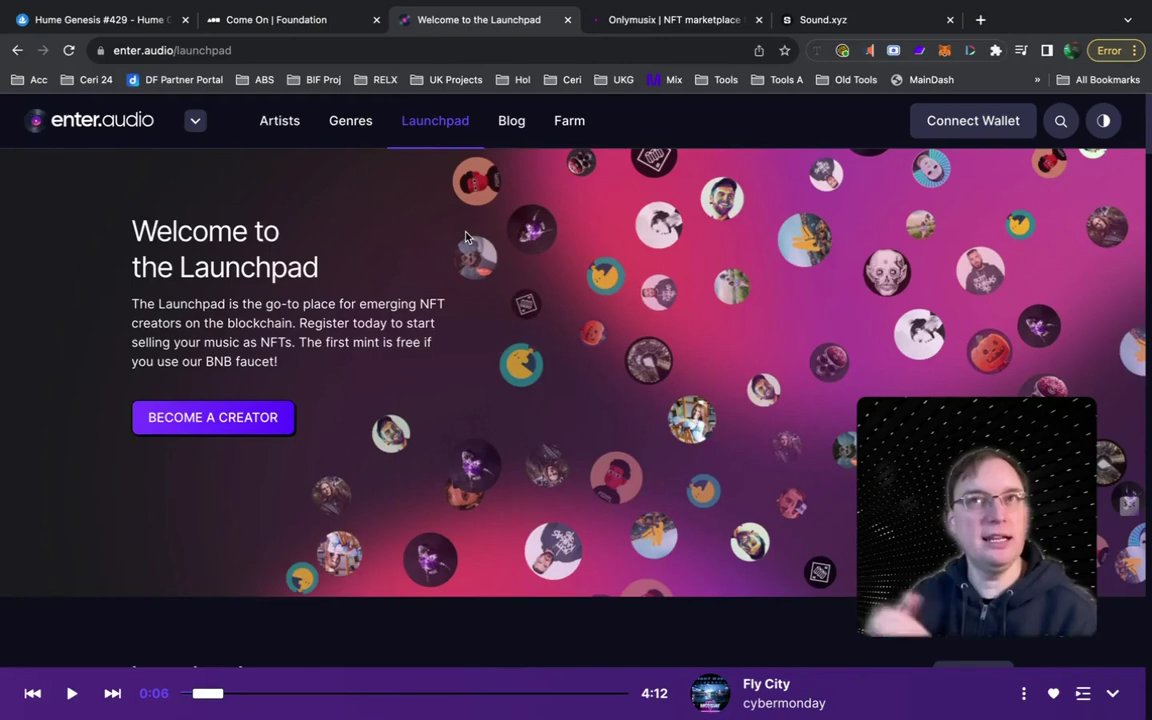 Hume Genesis #429 - Hume G
Come On | Foundation
Welcome to the Launchpad
Onlymusix | NFT marketplace
Sound.xyz
enter.audio/launchpad
Error
Acc
Ceri 24
DF Partner Portal
ABS
BIF Proj
RELX
UK Projects
Hol
Ceri
UKG
Mix
Tools
Tools A
Old Tools
MainDash
»
All Bookmarks
enter.audio
Artists
Genres
Launchpad
Blog
Farm
Connect Wallet
Welcome to
the Launchpad
The Launchpad is the go-to place for emerging NFT
creators on the blockchain. Register today to start
selling your music as NFTs. The first mint is free if
you use our BNB faucet!
BECOME A CREATOR
0:06
4:12
Fly City
cybermonday